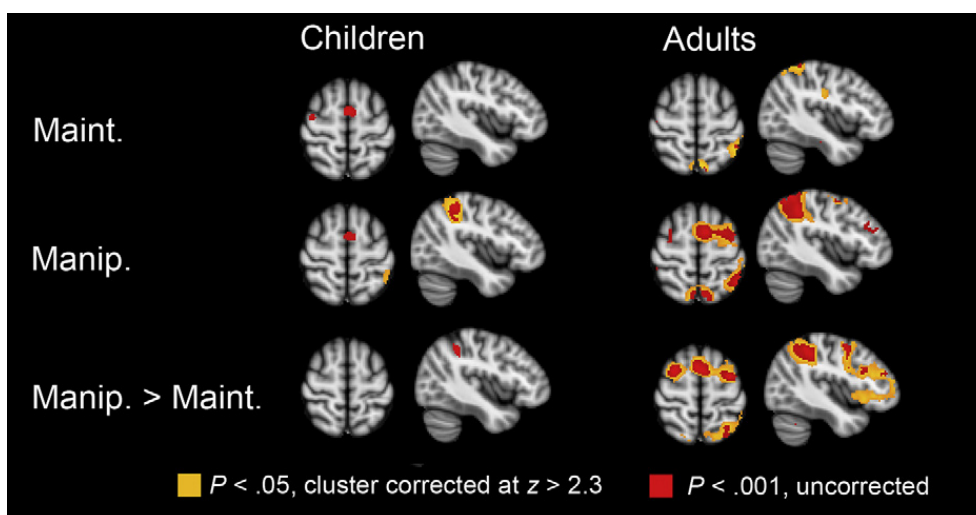 Children Adults
Maint.
Manip.
Manip. > Maint.
P < .05, cluster corrected at z > 2.3 P < .001, uncorrected